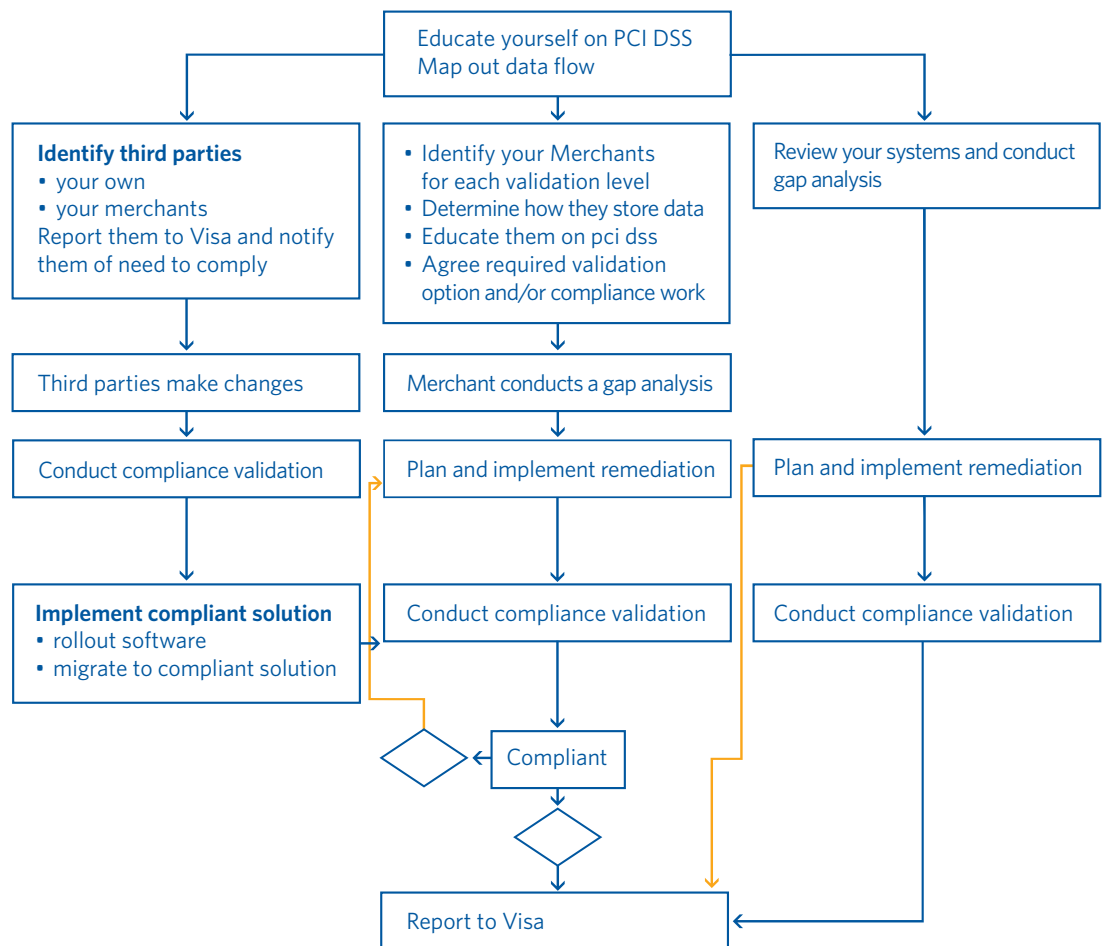 Educate yourself on PCI DSS
Map out data flow
Identify third parties
• your own
• your merchants
Report them to Visa and notify
them of need to comply
• Identify your Merchants
for each validation level
• Determine how they store data
• Educate them on pci dss
• Agree required validation
option and/or compliance work
Review your systems and conduct
gap analysis
Third parties make changes
Merchant conducts a gap analysis
Conduct compliance validation
Plan and implement remediation
Plan and implement remediation
Implement compliant solution
• rollout software
• migrate to compliant solution
Conduct compliance validation
Conduct compliance validation
Compliant
Report to Visa